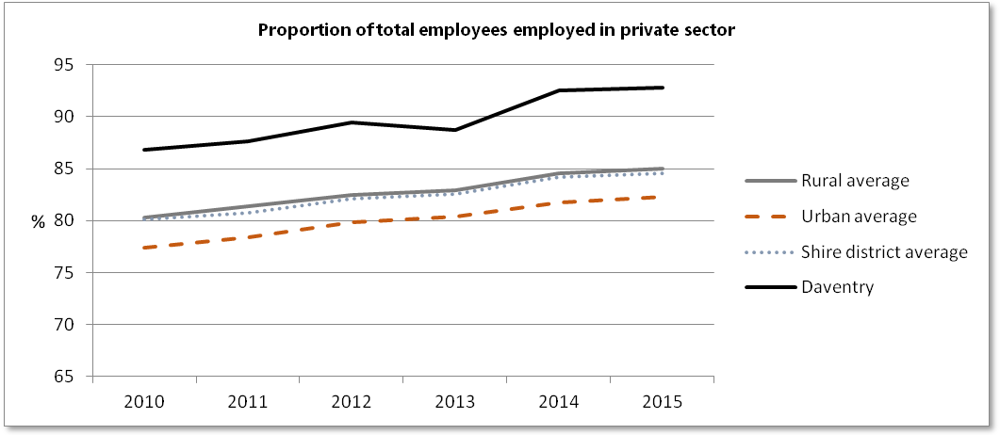 Proportion of total employees employed in private sector
95
90
85
80
75
70
65
%
2010 2011 2012 2013 2014 2015
Rural average
Urban average
Shire district average
Daventry